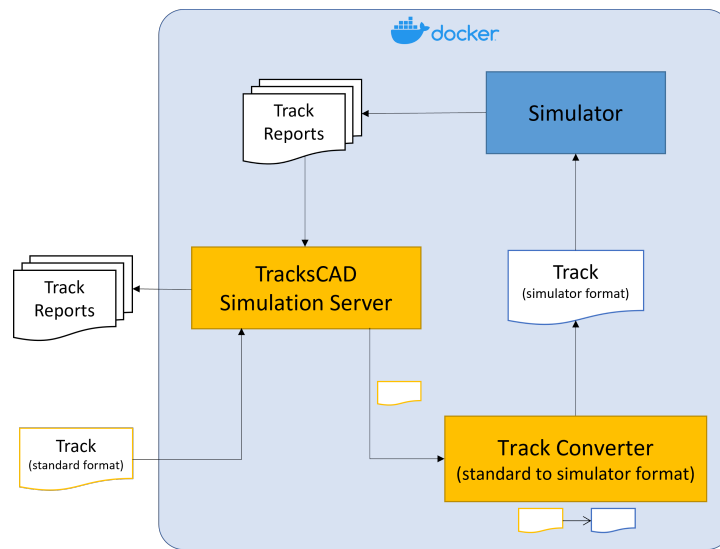 docker
Track
Reports
Simulator
TracksCAD
Simulation Server
Track
(simulator format)
Track
Reports
Track
(standard format)
Track Converter
(standard to simulator format)